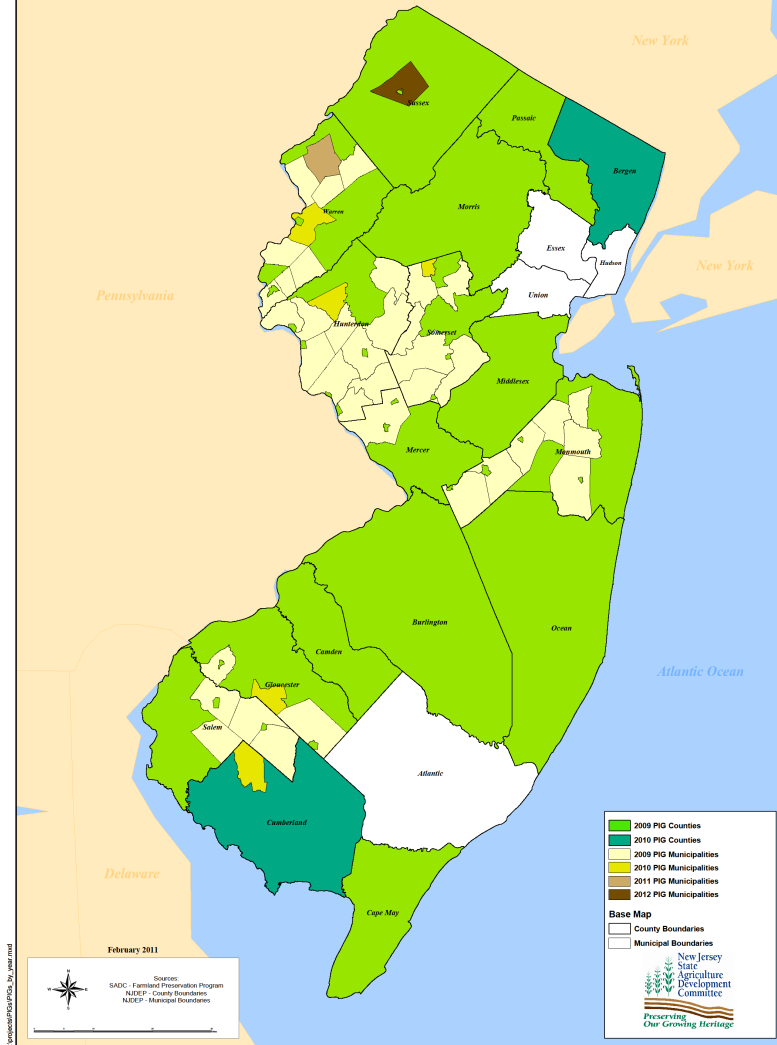 New York
Sussex
Passaic
Bergen
Warren
Morris
Essex
Hudson
New York
Union
Pennsylvania
Hunterdon
Somerset
Middlesex
Mercer
Monmouth
Burlington
Ocean
Camden
Atlantic Ocean
Gloucester
Salem
Atlantic
Cumberland
Delaware
Cape May
2009 PIG Counties
2010 PIG Counties
2009 PIG Municipalities
2010 PIG Municipalities
2011 PIG Municipalities
2012 PIG Municipalities
Base Map
County Boundaries
Municipal Boundaries
New Jersey
State
Agriculture
Development
Committee
Preserving
Our Growing Heritage
February 2011
N
W E
S
Sources:
SADC - Farmland Preservation Program
NJDEP - County Boundaries
NJDEP - Municipal Boundaries
\projects\PIGs\PIGs_by_year.mxd